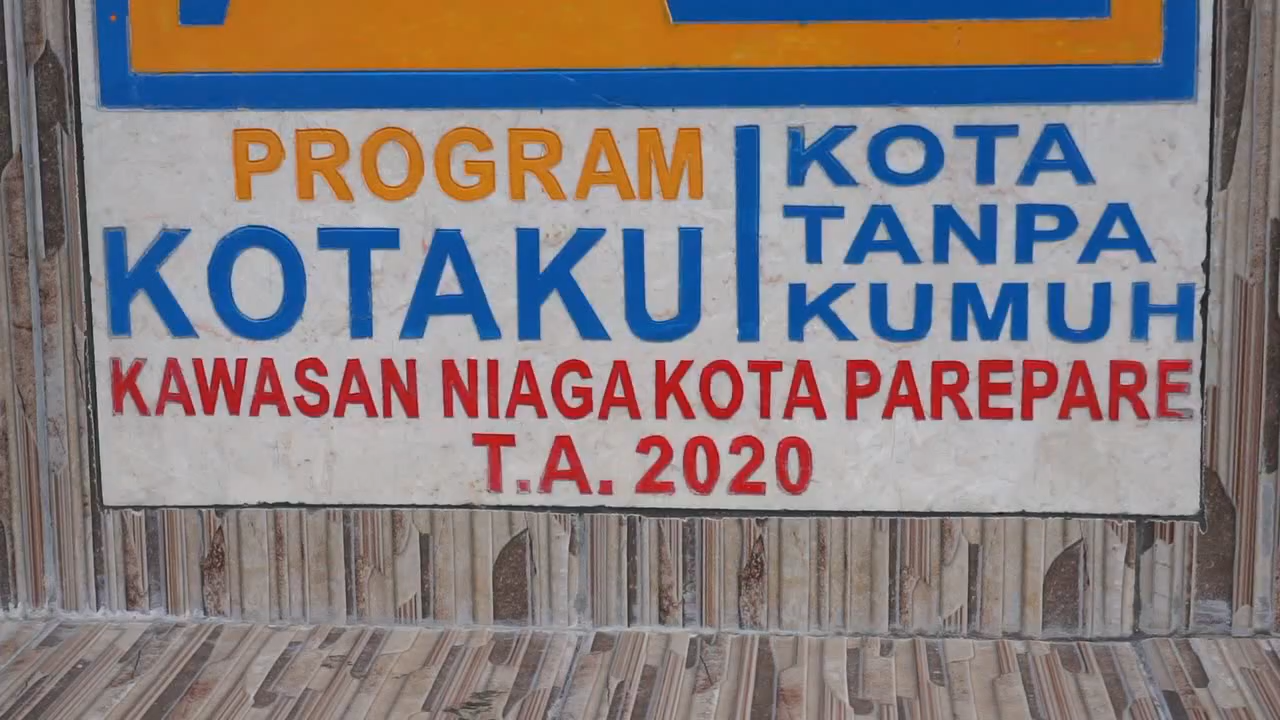 PROGRAM
KOTAKU
KOTA
TANPA
KUMUH
KAWASAN NIAGA KOTA PAREPARE
T.A. 2020